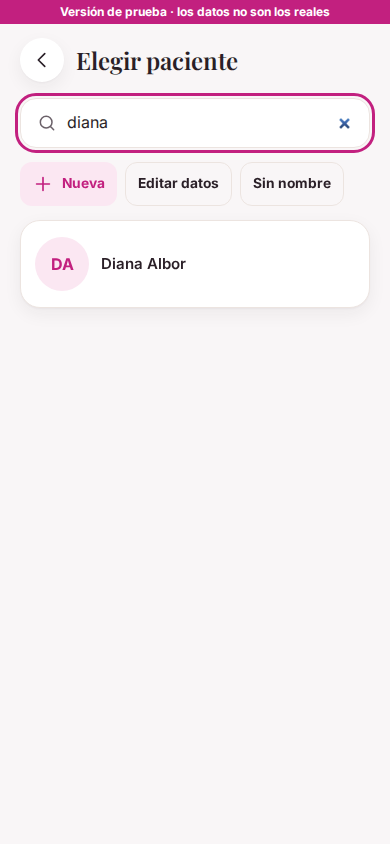 Versión de prueba · los datos no son los reales
Elegir paciente
diana
Nueva
Editar datos
Sin nombre
DA
Diana Albor